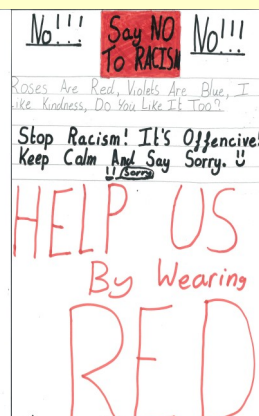 No!!! Say NO No!!!
To RACISM
Roses Are Red, Violets Are Blue, I
Like Kindness, Do You Like It Too?
Stop Racism! It's Offencive!
Keep Calm And Say Sorry.
Sorry
HELP US
By Wearing
RED